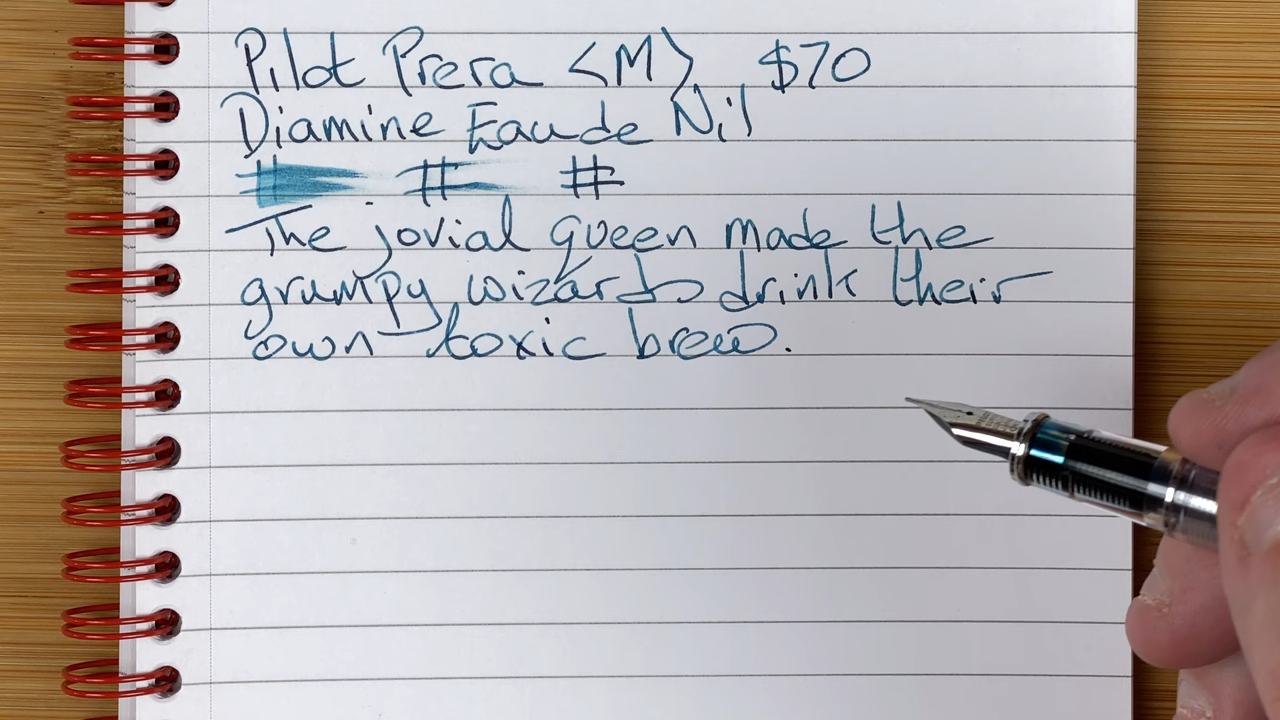 Pilot Prera <M> $70
Diamine Eau de Nil
# # #
The jovial queen made the
grumpy wizards drink their
own toxic brew.